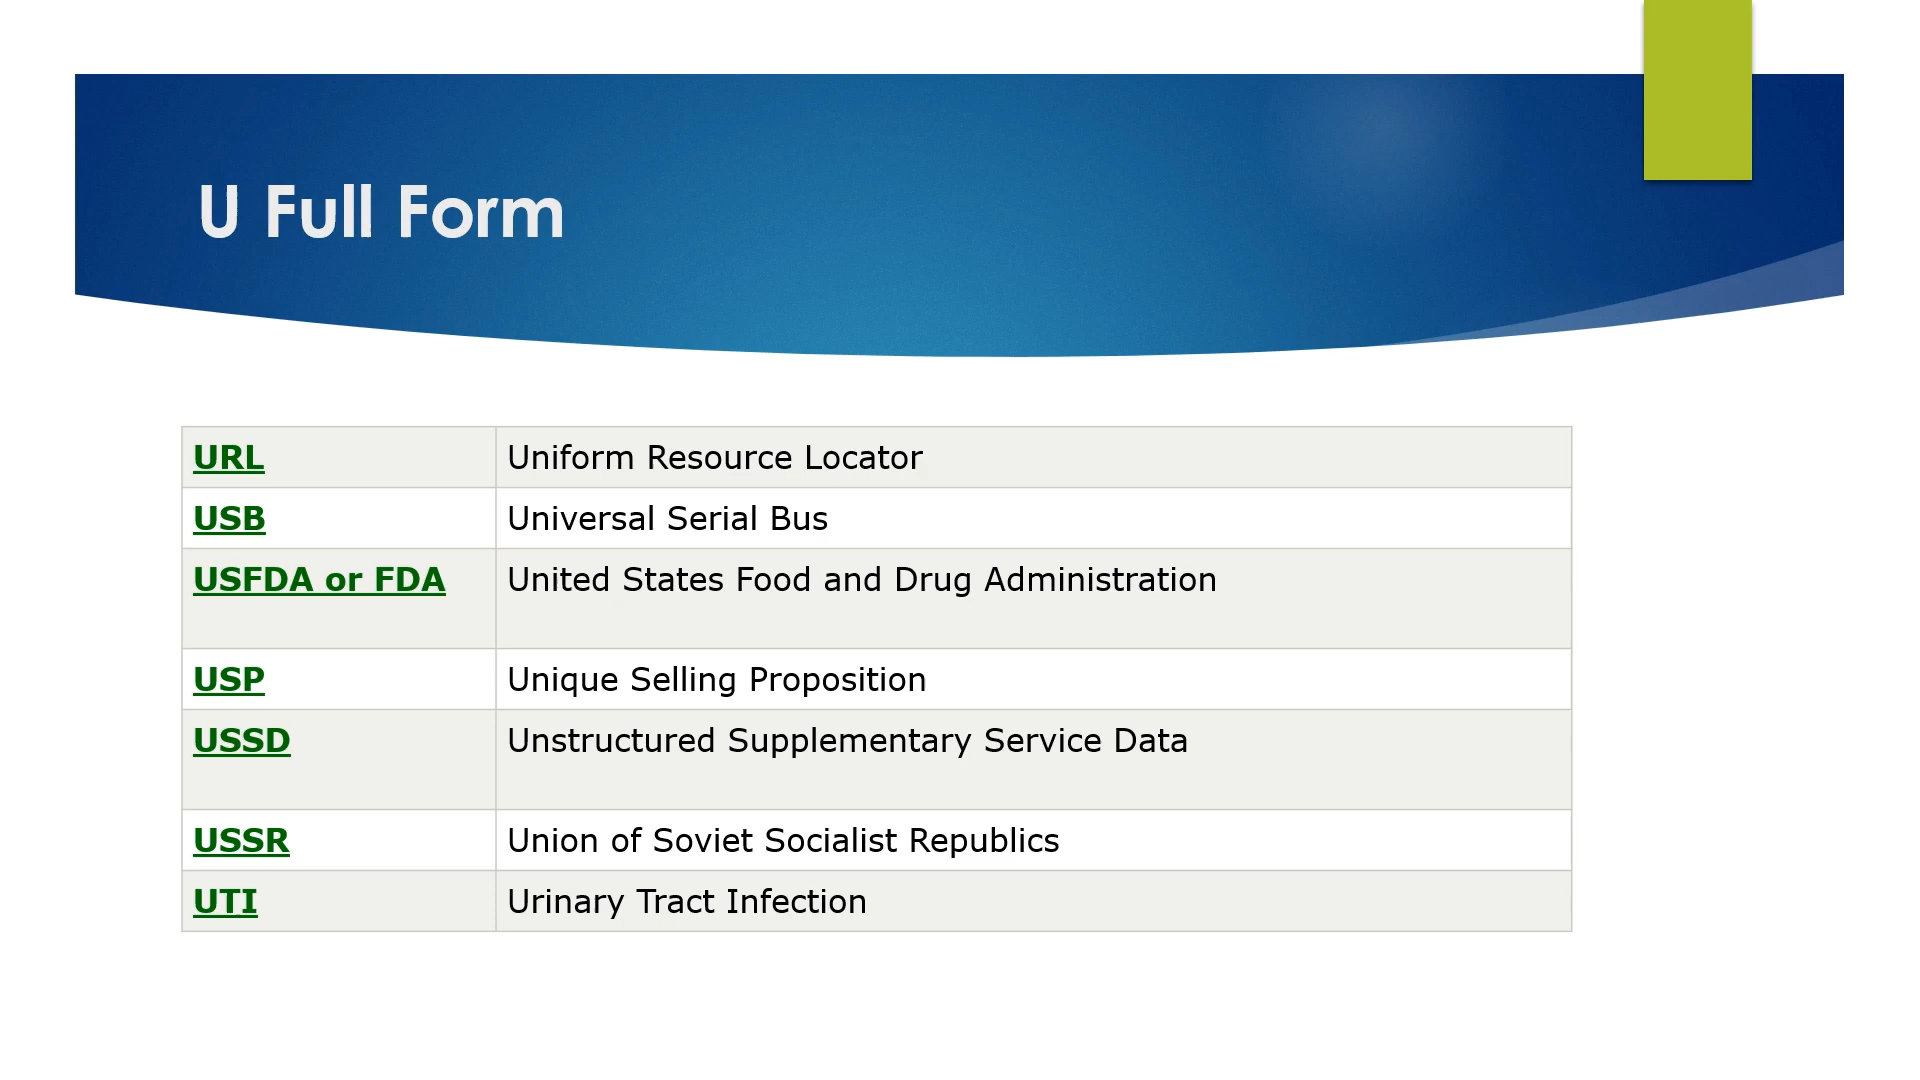 U Full Form
URL Uniform Resource Locator
USB Universal Serial Bus
USFDA or FDA United States Food and Drug Administration
USP Unique Selling Proposition
USSD Unstructured Supplementary Service Data
USSR Union of Soviet Socialist Republics
UTI Urinary Tract Infection